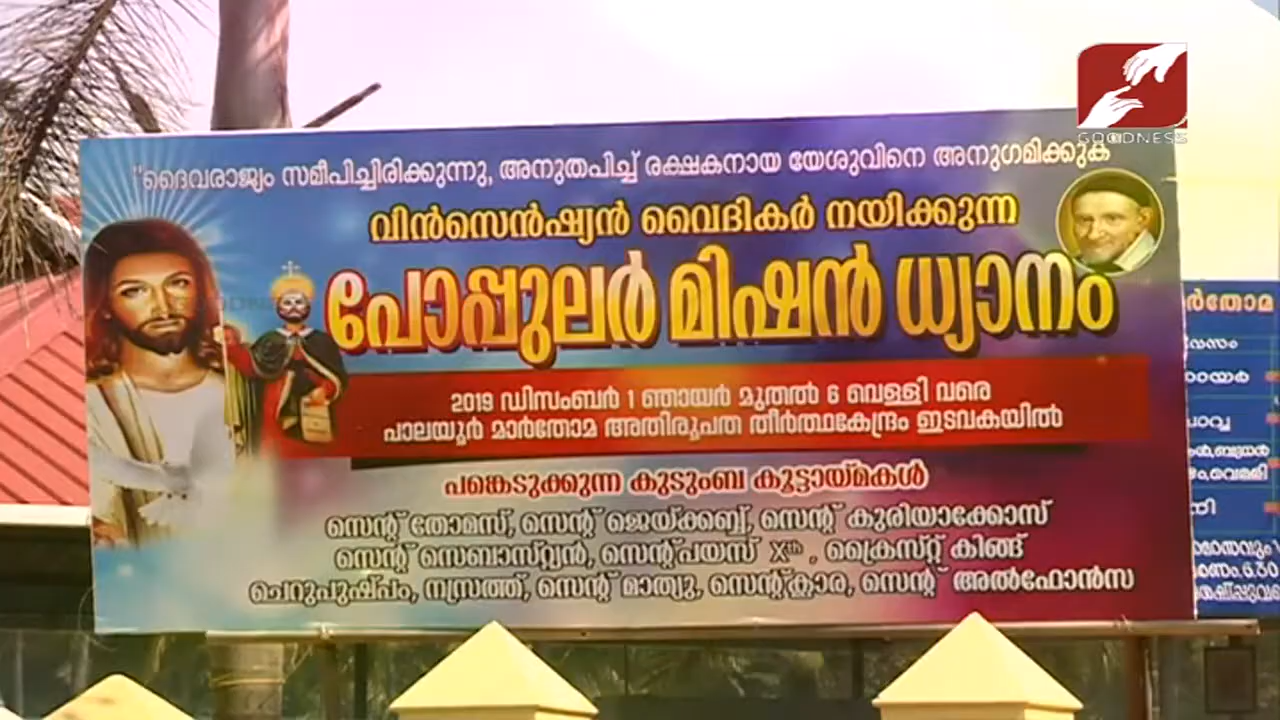 GOODNESS
"ദൈവരാജ്യം സമീപിച്ചിരിക്കുന്നു, അനുതപിച്ച് രക്ഷകനായ യേശുവിനെ അനുഗമിക്കുക"
വിൻസെൻഷ്യൻ വൈദികർ നയിക്കുന്ന
പോപ്പുലർ മിഷൻ ധ്യാനം
2019 ഡിസംബർ 1 ഞായർ മുതൽ 6 വെള്ളി വരെ
പാലയൂർ മാർതോമ അതിരൂപത തീർത്ഥകേന്ദ്രം ഇടവകയിൽ
പങ്കെടുക്കുന്ന കുടുംബ കൂട്ടായ്മകൾ
സെന്റ് തോമസ്, സെന്റ് ജെയ്ക്കബ്ബ്, സെന്റ് കുരിയാക്കോസ്
സെന്റ് സെബാസ്റ്റ്യൻ, സെന്റ്പയസ് Xth, ക്രൈസ്റ്റ് കിങ്ങ്
ചെറുപുഷ്പം, നസ്രത്ത്, സെന്റ് മാത്യു, സെന്റ്ക്ലാര, സെന്റ് അൽഫോൻസ
ർതോമ